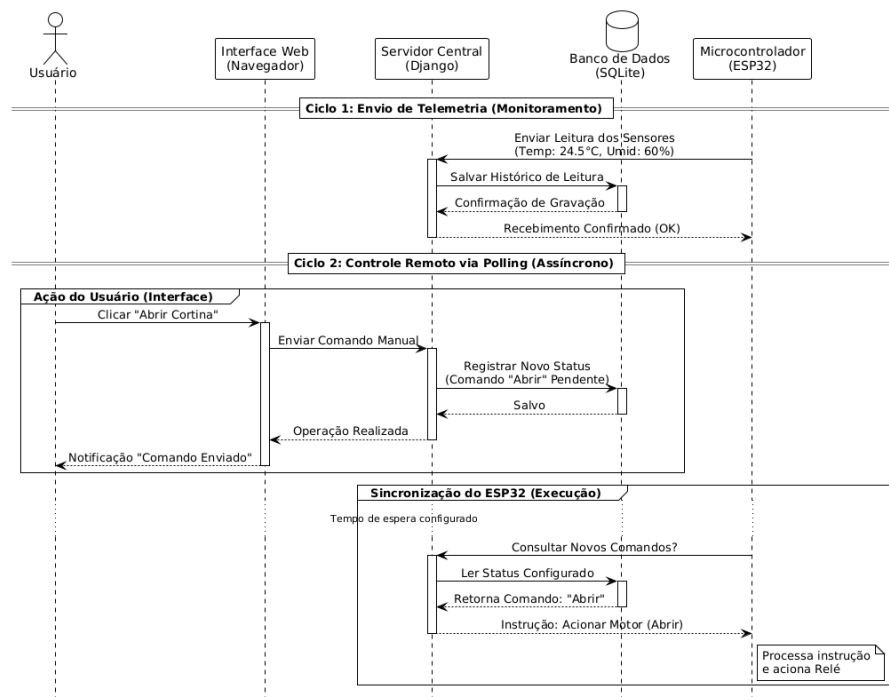 Usuário
Interface Web
(Navegador)
Servidor Central
(Django)
Banco de Dados
(SQLite)
Microcontrolador
(ESP32)
Ciclo 1: Envio de Telemetria (Monitoramento)
Enviar Leitura dos Sensores
(Temp: 24.5°C, Umid: 60%)
Salvar Histórico de Leitura
Confirmação de Gravação
Recebimento Confirmado (OK)
Ciclo 2: Controle Remoto via Polling (Assíncrono)
Ação do Usuário (Interface)
Clicar "Abrir Cortina"
Enviar Comando Manual
Registrar Novo Status
(Comando "Abrir" Pendente)
Salvo
Operação Realizada
Notificação "Comando Enviado"
Sincronização do ESP32 (Execução)
Tempo de espera configurado
Consultar Novos Comandos?
Ler Status Configurado
Retorna Comando: "Abrir"
Instrução: Acionar Motor (Abrir)
Processa instrução
e aciona Relé